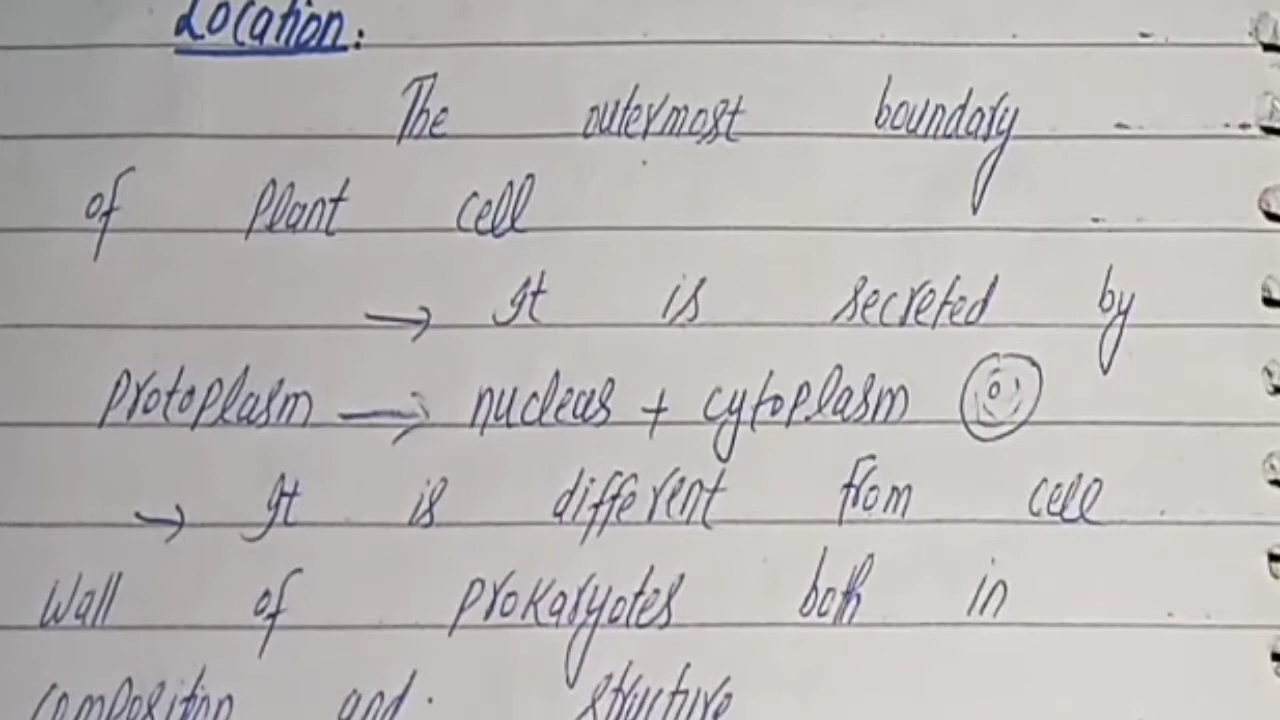 Location:
The outermost boundary
of Plant cell
→ It is secreted by
Protoplasm → nucleus + cytoplasm
→ It is different from cell
Wall of prokaryotes both in
composition and structure